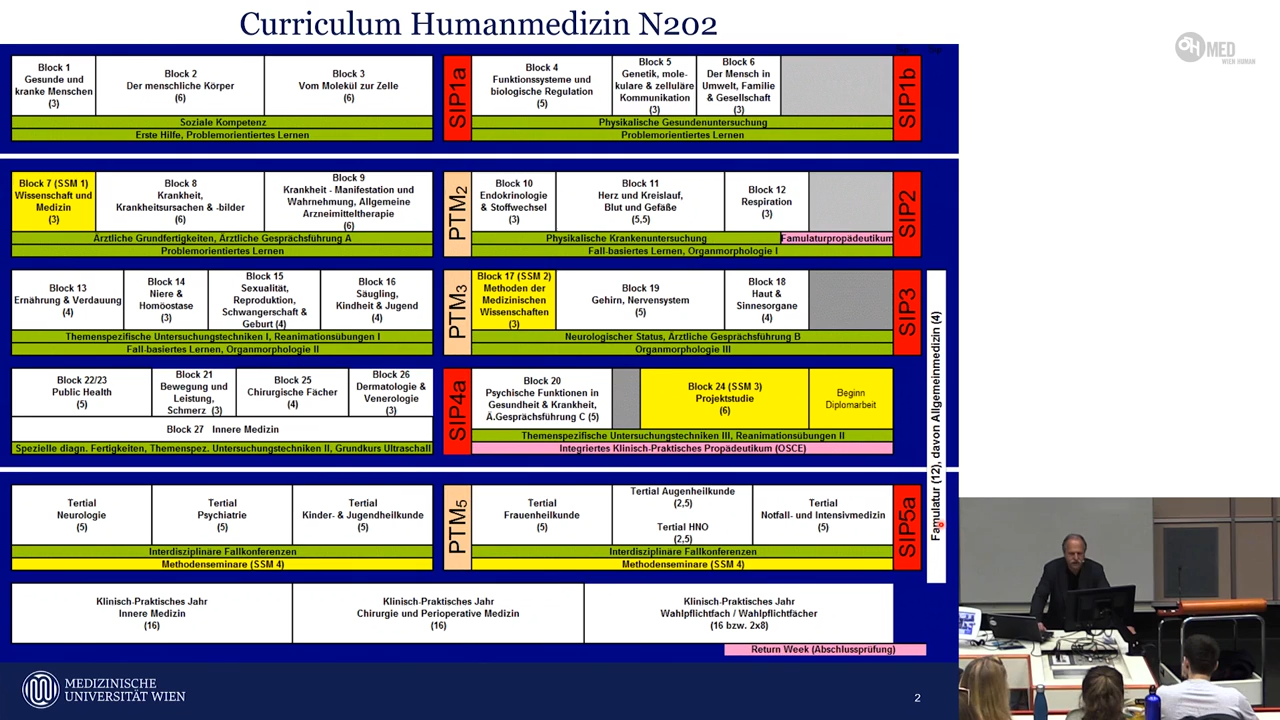 Curriculum Humanmedizin N202
ÖH MED
WIEN HUMAN
Block 1
Gesunde und
kranke Menschen
(3)
Block 2
Der menschliche Körper
(6)
Block 3
Vom Molekül zur Zelle
(6)
Soziale Kompetenz
Erste Hilfe, Problemorientiertes Lernen
SIP1a
Block 4
Funktionssysteme und
biologische Regulation
(5)
Block 5
Genetik, mole-
kulare & zelluläre
Kommunikation
(3)
Block 6
Der Mensch in
Umwelt, Familie
& Gesellschaft
(3)
Physikalische Gesundenuntersuchung
Problemorientiertes Lernen
SIP1b
Block 7 (SSM 1)
Wissenschaft und
Medizin
(3)
Block 8
Krankheit,
Krankheitsursachen & -bilder
(6)
Block 9
Krankheit - Manifestation und
Wahrnehmung, Allgemeine
Arzneimitteltherapie
(6)
Ärztliche Grundfertigkeiten, Ärztliche Gesprächsführung A
Problemorientiertes Lernen
PTM2
Block 10
Endokrinologie
& Stoffwechsel
(3)
Block 11
Herz und Kreislauf,
Blut und Gefäße
(5,5)
Block 12
Respiration
(3)
Physikalische Krankenuntersuchung
Famulaturpropädeutikum
Fall-basiertes Lernen, Organmorphologie I
SIP2
Block 13
Ernährung & Verdauung
(4)
Block 14
Niere &
Homöostase
(3)
Block 15
Sexualität,
Reproduktion,
Schwangerschaft &
Geburt (4)
Block 16
Säugling,
Kindheit & Jugend
(4)
Themenspezifische Untersuchungstechniken I, Reanimationsübungen I
Fall-basiertes Lernen, Organmorphologie II
PTM3
Block 17 (SSM 2)
Methoden der
Medizinischen
Wissenschaften
(3)
Block 19
Gehirn, Nervensystem
(5)
Block 18
Haut &
Sinnesorgane
(4)
Neurologischer Status, Ärztliche Gesprächsführung B
Organmorphologie III
SIP3
Block 22/23
Public Health
(5)
Block 21
Bewegung und
Leistung,
Schmerz (3)
Block 25
Chirurgische Fächer
(4)
Block 26
Dermatologie &
Venerologie
(3)
Block 27 Innere Medizin
Spezielle diagn. Fertigkeiten, Themenspez. Untersuchungstechniken II, Grundkurs Ultraschall
SIP4a
Block 20
Psychische Funktionen in
Gesundheit & Krankheit,
Ä.Gesprächsführung C (5)
Block 24 (SSM 3)
Projektstudie
(6)
Beginn
Diplomarbeit
Themenspezifische Untersuchungstechniken III, Reanimationsübungen II
Integriertes Klinisch-Praktisches Propädeutikum (OSCE)
Famulatur (12), davon Allgemeinmedizin (4)
Tertial
Neurologie
(5)
Tertial
Psychiatrie
(5)
Tertial
Kinder- & Jugendheilkunde
(5)
Interdisziplinäre Fallkonferenzen
Methodenseminare (SSM 4)
PTM5
Tertial
Frauenheilkunde
(5)
Tertial Augenheilkunde
(2,5)
Tertial HNO
(2,5)
Tertial
Notfall- und Intensivmedizin
(5)
Interdisziplinäre Fallkonferenzen
Methodenseminare (SSM 4)
SIP5a
Klinisch-Praktisches Jahr
Innere Medizin
(16)
Klinisch-Praktisches Jahr
Chirurgie und Perioperative Medizin
(16)
Klinisch-Praktisches Jahr
Wahlpflichtfach / Wahlpflichtfächer
(16 bzw. 2x8)
Return Week (Abschlussprüfung)
MEDIZINISCHE
UNIVERSITÄT WIEN
2